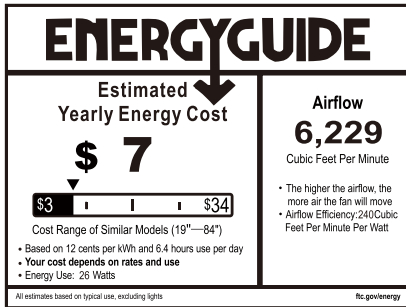 ENERGYGUIDE
Estimated
Yearly Energy Cost
$ 7
$3 $34
Cost Range of Similar Models (19"—84")
• Based on 12 cents per kWh and 6.4 hours use per day
• Your cost depends on rates and use
• Energy Use: 26 Watts
Airflow
6,229
Cubic Feet Per Minute
• The higher the airflow, the
more air the fan will move
• Airflow Efficiency:240Cubic
Feet Per Minute Per Watt
All estimates based on typical use, excluding lights
ftc.gov/energy